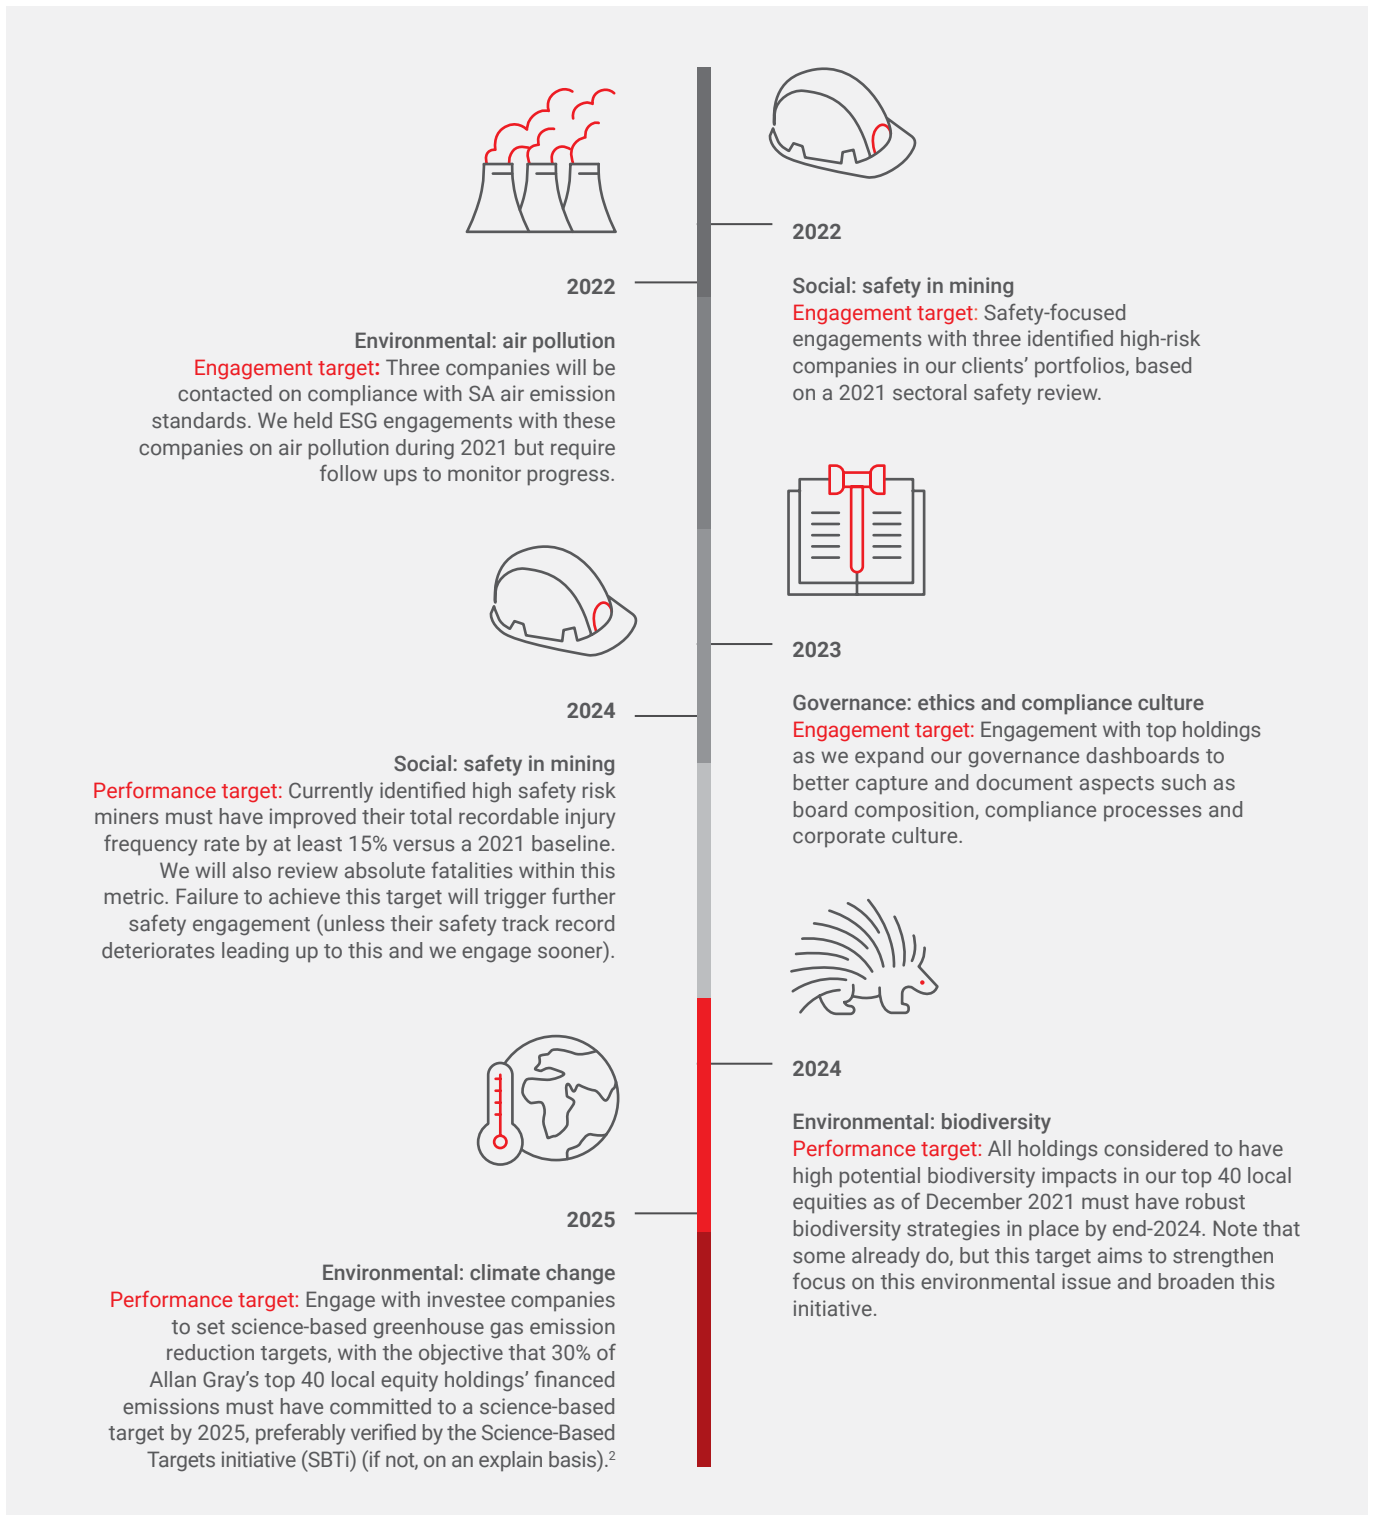 2022
Social: safety in mining
Engagement target: Safety-focused
engagements with three identified high-risk
companies in our clients’ portfolios, based
on a 2021 sectoral safety review.
2022
Environmental: air pollution
Engagement target: Three companies will be
contacted on compliance with SA air emission
standards. We held ESG engagements with these
companies on air pollution during 2021 but require
follow ups to monitor progress.
2023
Governance: ethics and compliance culture
Engagement target: Engagement with top holdings
as we expand our governance dashboards to
better capture and document aspects such as
board composition, compliance processes and
corporate culture.
2024
Social: safety in mining
Performance target: Currently identified high safety risk
miners must have improved their total recordable injury
frequency rate by at least 15% versus a 2021 baseline.
We will also review absolute fatalities within this
metric. Failure to achieve this target will trigger further
safety engagement (unless their safety track record
deteriorates leading up to this and we engage sooner).
2024
Environmental: biodiversity
Performance target: All holdings considered to have
high potential biodiversity impacts in our top 40 local
equities as of December 2021 must have robust
biodiversity strategies in place by end-2024. Note that
some already do, but this target aims to strengthen
focus on this environmental issue and broaden this
initiative.
2025
Environmental: climate change
Performance target: Engage with investee companies
to set science-based greenhouse gas emission
reduction targets, with the objective that 30% of
Allan Gray’s top 40 local equity holdings’ financed
emissions must have committed to a science-based
target by 2025, preferably verified by the Science-Based
Targets initiative (SBTi) (if not, on an explain basis).²